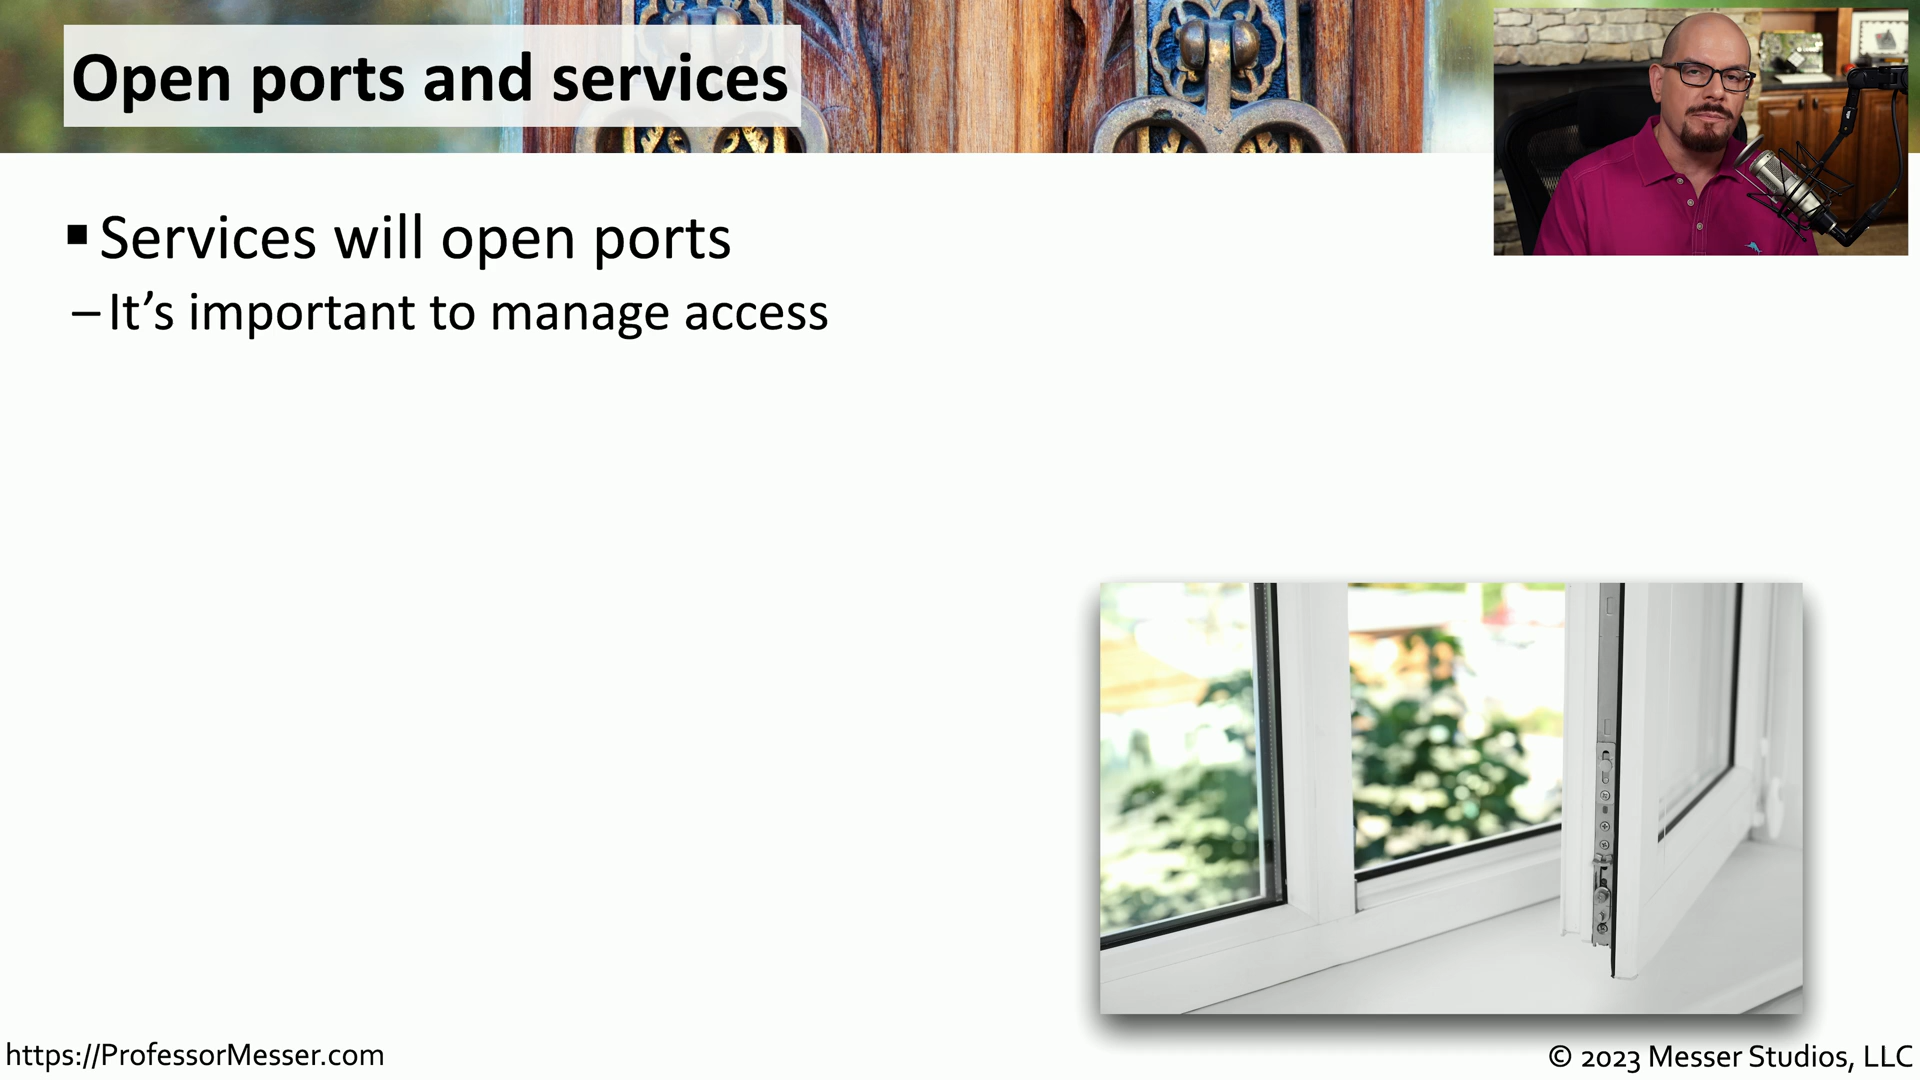 Open ports and services
▪ Services will open ports
– It’s important to manage access
https://ProfessorMesser.com
© 2023 Messer Studios, LLC